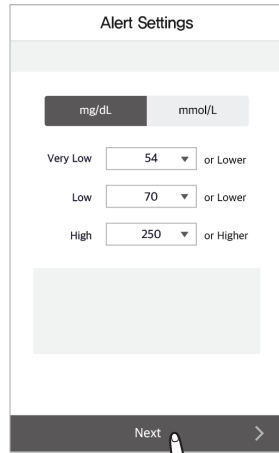 Alert Settings
mg/dL mmol/L
Very Low 54 or Lower
Low 70 or Lower
High 250 or Higher
Next